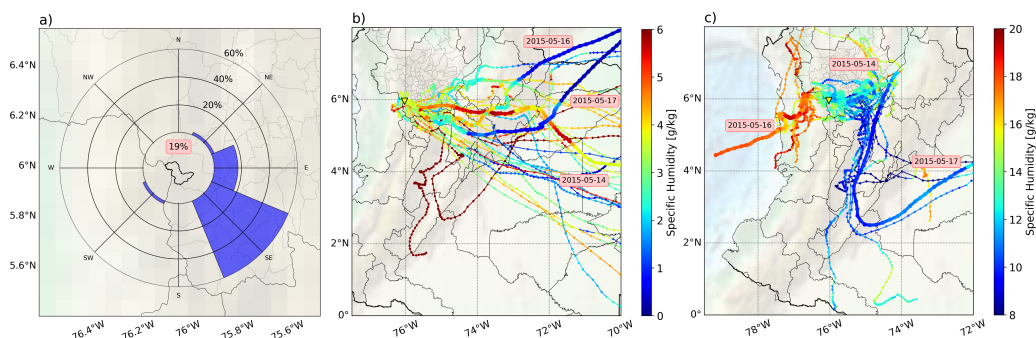 a)
N
60%
40%
20%
NW
NE
19%
W
E
SW
SE
S
6.4°N
6.2°N
6°N
5.8°N
5.6°N
76.4°W
76.2°W
76°W
75.8°W
75.6°W
b)
2015-05-16
2015-05-17
2015-05-14
6°N
4°N
2°N
0°
76°W
74°W
72°W
70°W
6
5
4
3
2
1
0
Specific Humidity [g/kg]
c)
2015-05-14
2015-05-16
2015-05-17
6°N
4°N
2°N
0°
78°W
76°W
74°W
72°W
20
18
16
14
12
10
8
Specific Humidity [g/kg]